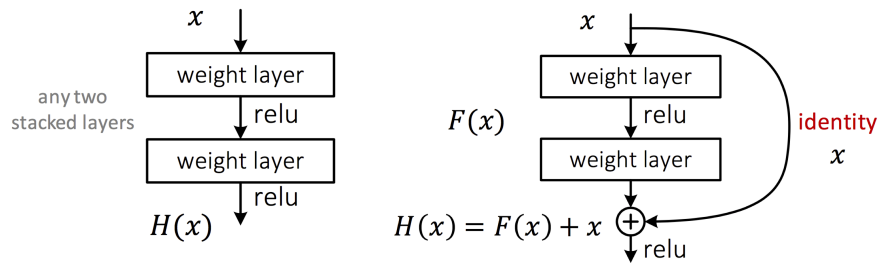 x
weight layer
any two
stacked layers
relu
weight layer
relu
H(x)
x
weight layer
F(x)
relu
identity
x
weight layer
H(x) = F(x) + x
+
relu